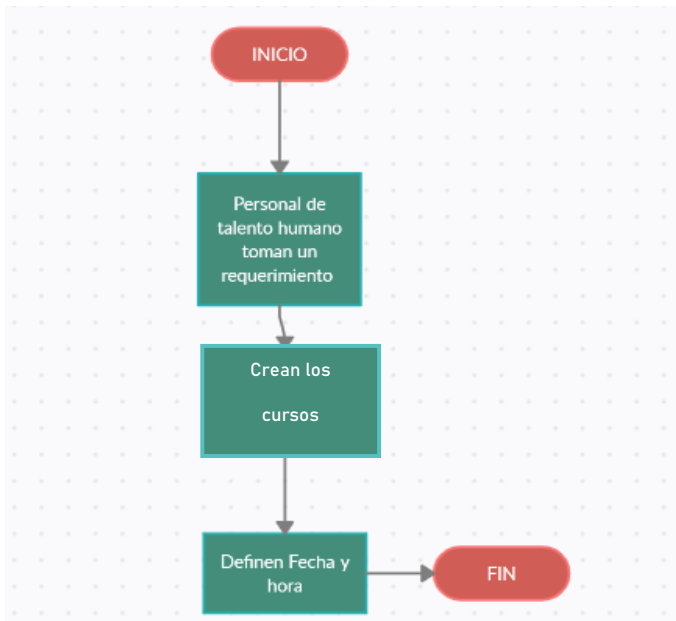 INICIO
Personal de
talento humano
toman un
requerimiento
Crean los
cursos
Definen Fecha y
hora
FIN